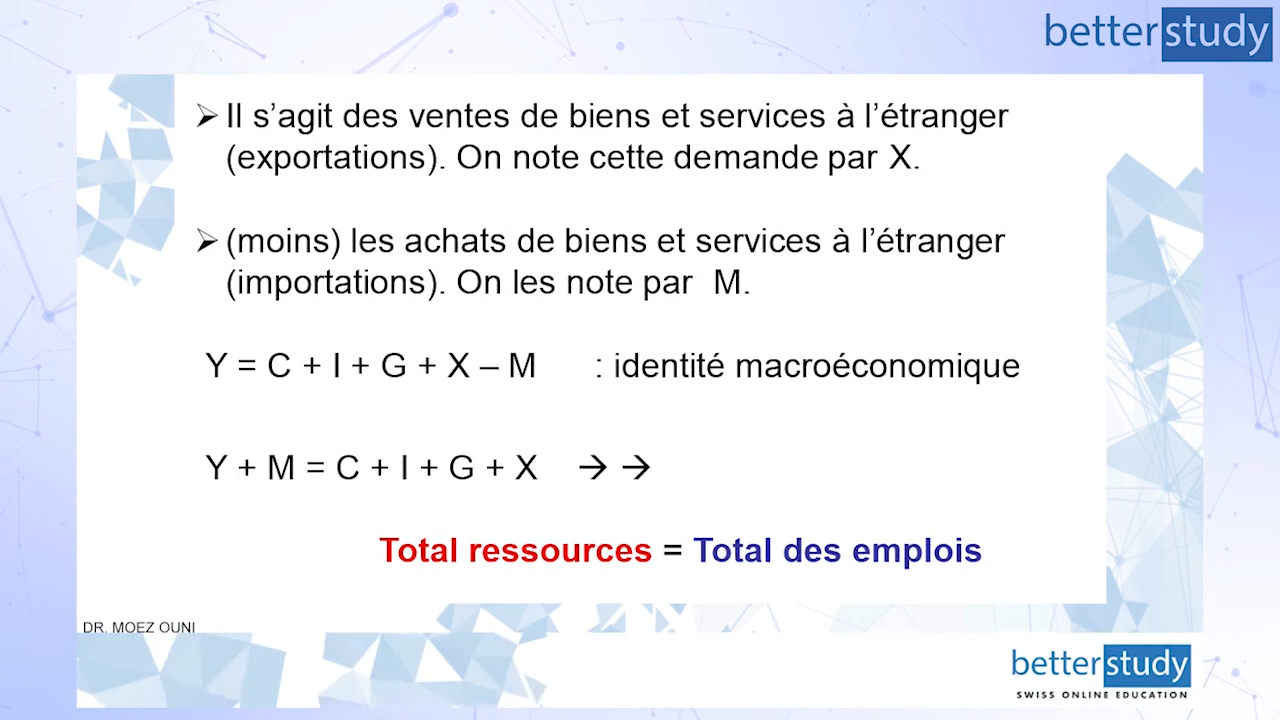 betterstudy
➢ Il s’agit des ventes de biens et services à l’étranger
(exportations). On note cette demande par X.
➢ (moins) les achats de biens et services à l’étranger
(importations). On les note par M.
Y = C + I + G + X – M : identité macroéconomique
Y + M = C + I + G + X → →
Total ressources = Total des emplois
DR. MOEZ OUNI
betterstudy
SWISS ONLINE EDUCATION